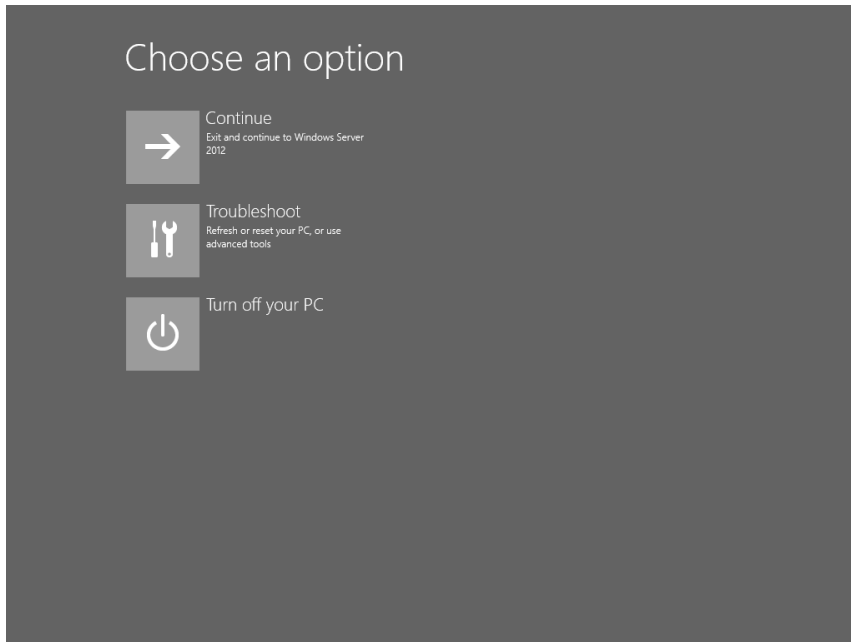 Choose an option
Continue
Exit and continue to Windows Server
2012
Troubleshoot
Refresh or reset your PC, or use
advanced tools
Turn off your PC